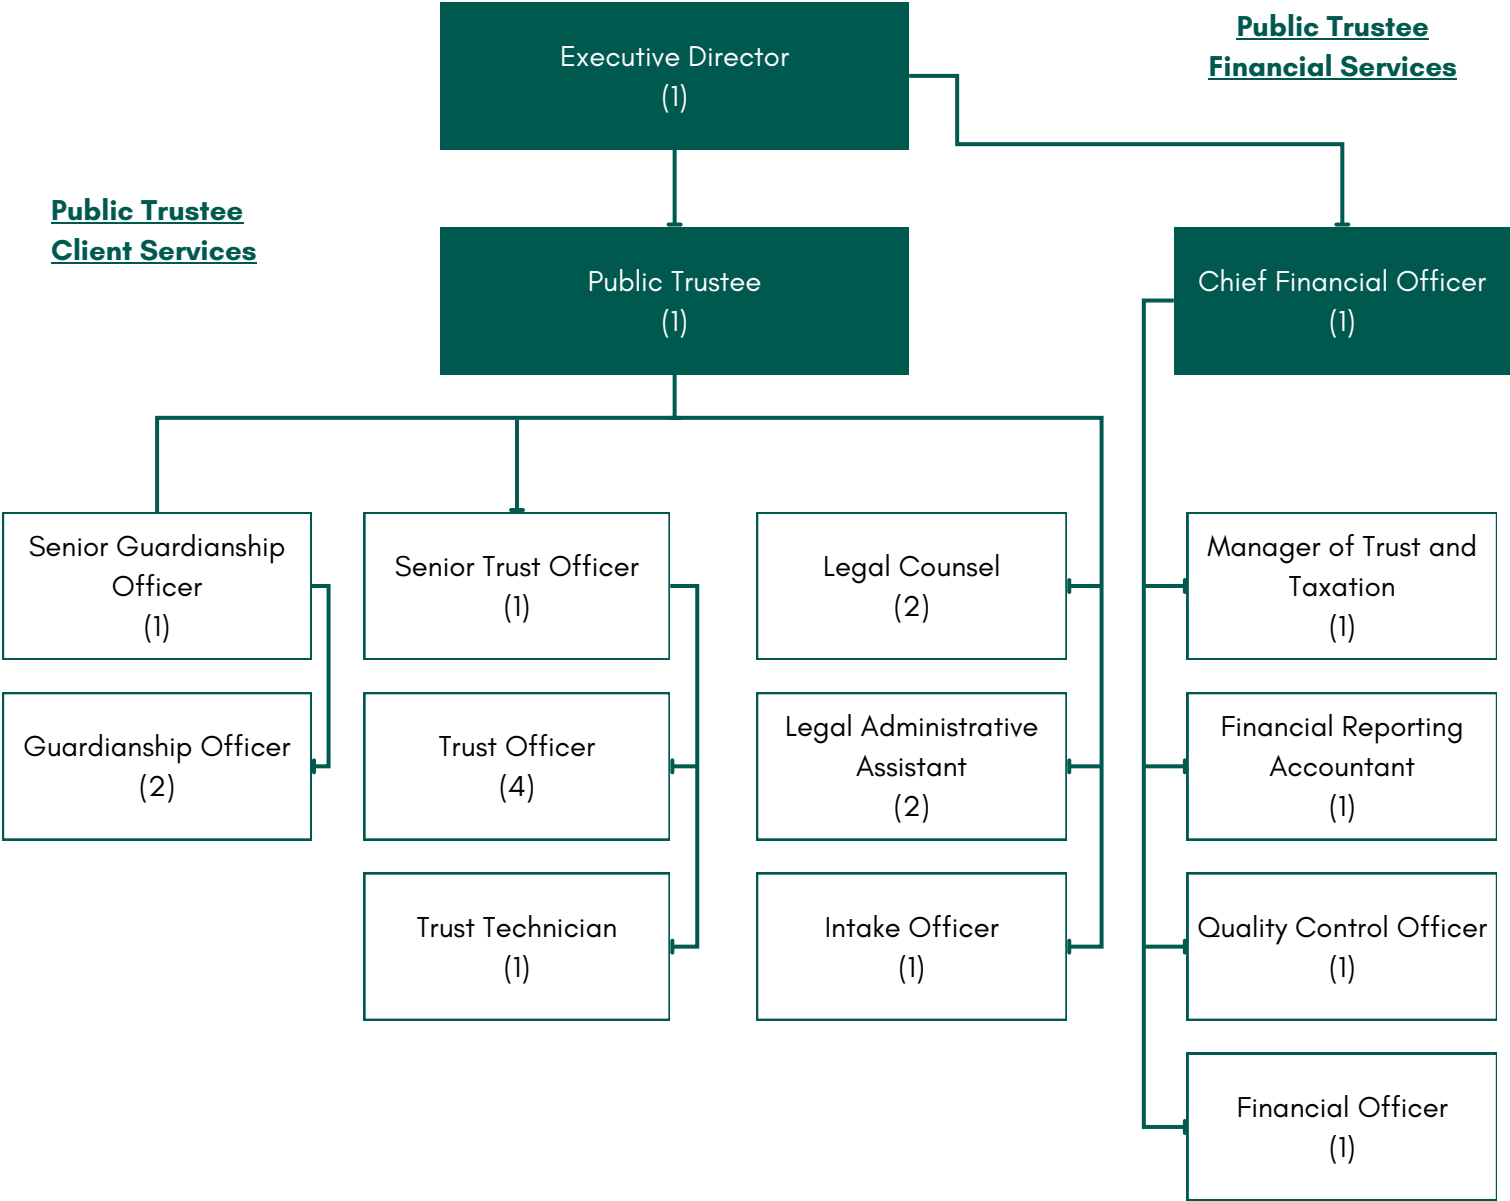 Executive Director
(1)
Public Trustee
Financial Services
Public Trustee
Client Services
Public Trustee
(1)
Chief Financial Officer
(1)
Senior Guardianship
Officer
(1)
Senior Trust Officer
(1)
Legal Counsel
(2)
Manager of Trust and
Taxation
(1)
Guardianship Officer
(2)
Trust Officer
(4)
Legal Administrative
Assistant
(2)
Financial Reporting
Accountant
(1)
Trust Technician
(1)
Intake Officer
(1)
Quality Control Officer
(1)
Financial Officer
(1)